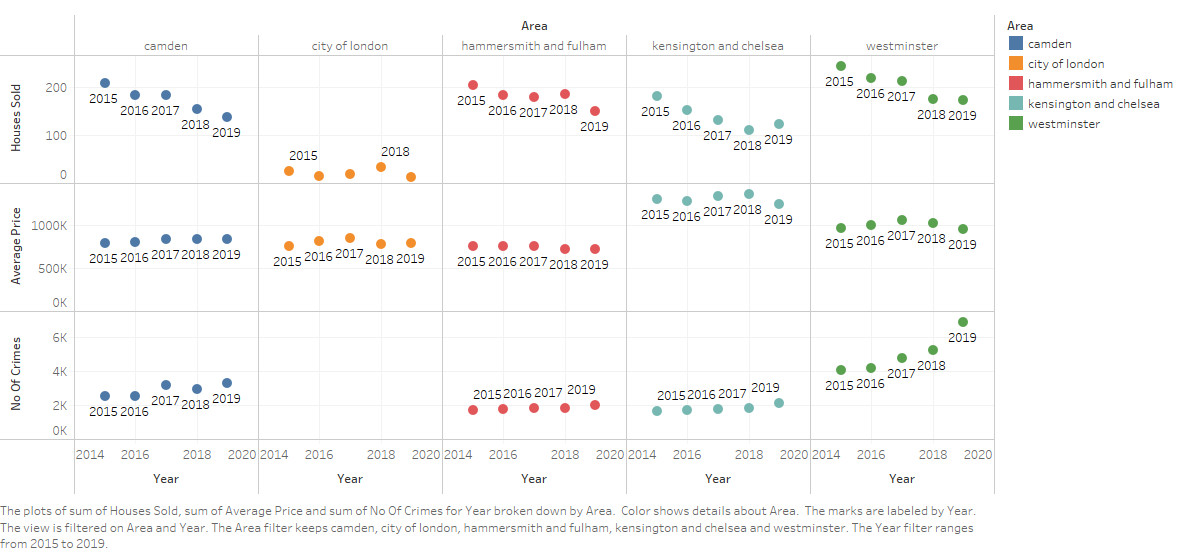 Area
Area
camden
city of london
hammersmith and fulham
kensington and chelsea
westminster
camden
city of london
hammersmith and fulham
kensington and chelsea
westminster
Houses Sold
200
100
0
2015
2016
2017
2018
2019
2015
2018
2015
2016
2017
2018
2019
2015
2016
2017
2018
2019
2015
2016
2017
2018
2019
Average Price
1000K
500K
0K
2015
2016
2017
2018
2019
2015
2016
2017
2018
2019
2015
2016
2017
2018
2019
2015
2016
2017
2018
2019
2015
2016
2017
2018
2019
No Of Crimes
6K
4K
2K
0K
2015
2016
2017
2018
2019
2015
2016
2017
2019
2015
2016
2017
2019
2015
2016
2017
2018
2019
2014 2016 2018 2020
2014 2016 2018 2020
2014 2016 2018 2020
2014 2016 2018 2020
2014 2016 2018 2020
Year
Year
Year
Year
Year
The plots of sum of Houses Sold, sum of Average Price and sum of No Of Crimes for Year broken down by Area. Color shows details about Area. The marks are labeled by Year.
The view is filtered on Area and Year. The Area filter keeps camden, city of london, hammersmith and fulham, kensington and chelsea and westminster. The Year filter ranges
from 2015 to 2019.